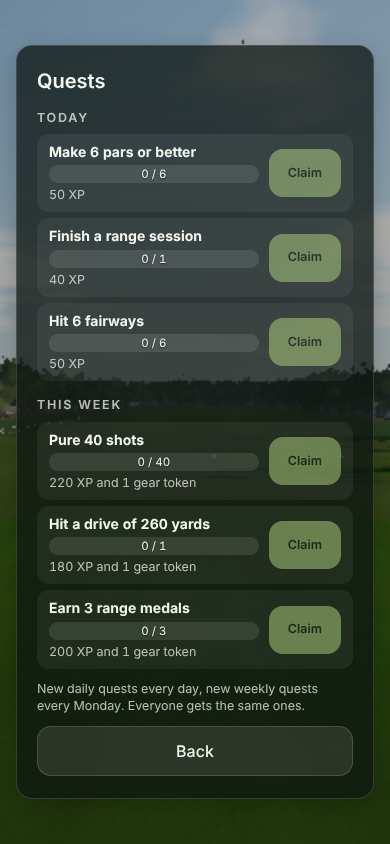 Quests
TODAY
Make 6 pars or better
0 / 6
50 XP
Claim
Finish a range session
0 / 1
40 XP
Claim
Hit 6 fairways
0 / 6
50 XP
Claim
THIS WEEK
Pure 40 shots
0 / 40
220 XP and 1 gear token
Claim
Hit a drive of 260 yards
0 / 1
180 XP and 1 gear token
Claim
Earn 3 range medals
0 / 3
200 XP and 1 gear token
Claim
New daily quests every day, new weekly quests
every Monday. Everyone gets the same ones.
Back